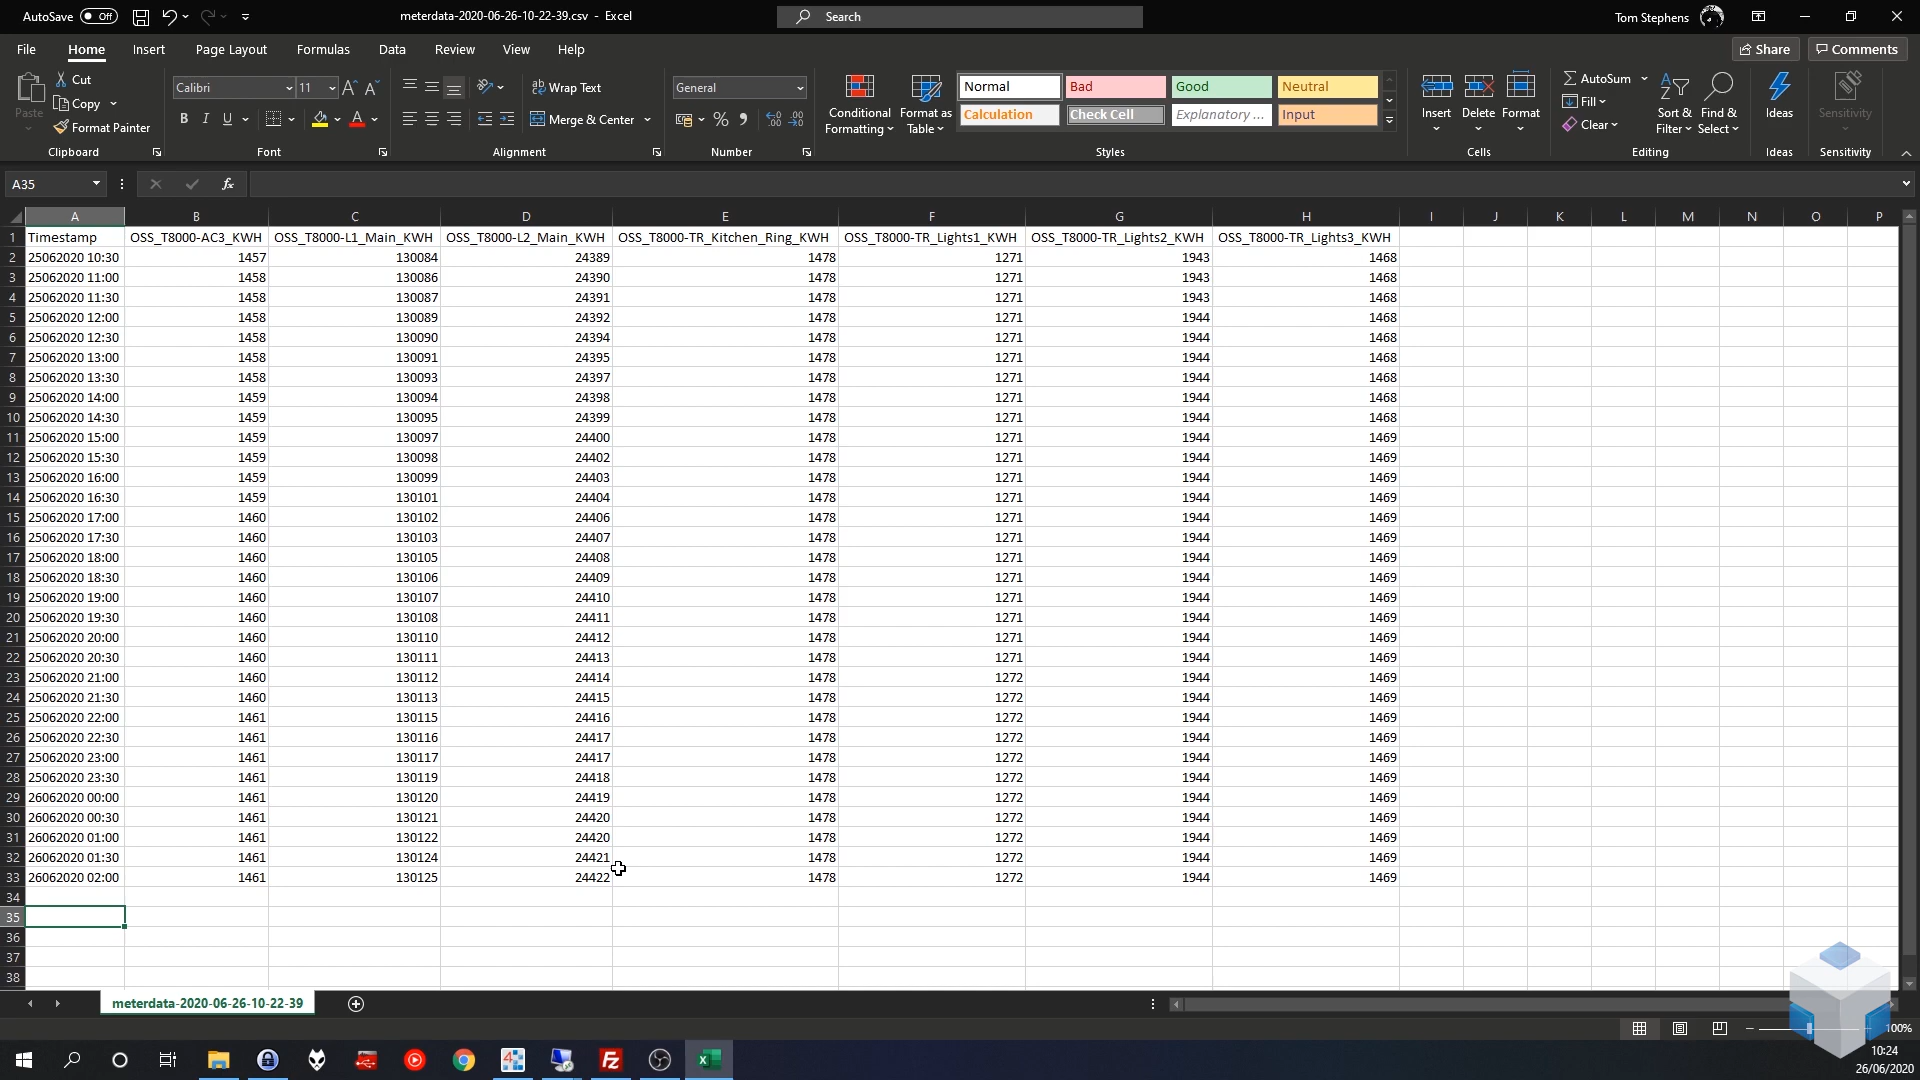 AutoSave Off meterdata-2020-06-26-10-22-39.csv - Excel Search Tom Stephens
File Home Insert Page Layout Formulas Data Review View Help Share Comments
Paste Cut Copy Format Painter Clipboard
Calibri 11 B I U Font
Wrap Text Merge & Center Alignment
General Number
Conditional Formatting Format as Table Normal Bad Good Neutral
Calculation Check Cell Explanatory ... Input Styles
Insert Delete Format Cells
AutoSum Fill Clear Sort & Filter Find & Select Editing
Ideas Ideas Sensitivity Sensitivity
A35 fx
A B C D E F G H I J K L M N O P
1 Timestamp OSS_T8000-AC3_KWH OSS_T8000-L1_Main_KWH OSS_T8000-L2_Main_KWH OSS_T8000-TR_Kitchen_Ring_KWH OSS_T8000-TR_Lights1_KWH OSS_T8000-TR_Lights2_KWH OSS_T8000-TR_Lights3_KWH
2 25062020 10:30 1457 130084 24389 1478 1271 1943 1468
3 25062020 11:00 1458 130086 24390 1478 1271 1943 1468
4 25062020 11:30 1458 130087 24391 1478 1271 1943 1468
5 25062020 12:00 1458 130089 24392 1478 1271 1944 1468
6 25062020 12:30 1458 130090 24394 1478 1271 1944 1468
7 25062020 13:00 1458 130091 24395 1478 1271 1944 1468
8 25062020 13:30 1458 130093 24397 1478 1271 1944 1468
9 25062020 14:00 1459 130094 24398 1478 1271 1944 1468
10 25062020 14:30 1459 130095 24399 1478 1271 1944 1468
11 25062020 15:00 1459 130097 24400 1478 1271 1944 1469
12 25062020 15:30 1459 130098 24402 1478 1271 1944 1469
13 25062020 16:00 1459 130099 24403 1478 1271 1944 1469
14 25062020 16:30 1459 130101 24404 1478 1271 1944 1469
15 25062020 17:00 1460 130102 24406 1478 1271 1944 1469
16 25062020 17:30 1460 130103 24407 1478 1271 1944 1469
17 25062020 18:00 1460 130105 24408 1478 1271 1944 1469
18 25062020 18:30 1460 130106 24409 1478 1271 1944 1469
19 25062020 19:00 1460 130107 24410 1478 1271 1944 1469
20 25062020 19:30 1460 130108 24411 1478 1271 1944 1469
21 25062020 20:00 1460 130110 24412 1478 1271 1944 1469
22 25062020 20:30 1460 130111 24413 1478 1271 1944 1469
23 25062020 21:00 1460 130112 24414 1478 1272 1944 1469
24 25062020 21:30 1460 130113 24415 1478 1272 1944 1469
25 25062020 22:00 1461 130115 24416 1478 1272 1944 1469
26 25062020 22:30 1461 130116 24417 1478 1272 1944 1469
27 25062020 23:00 1461 130117 24417 1478 1272 1944 1469
28 25062020 23:30 1461 130119 24418 1478 1272 1944 1469
29 26062020 00:00 1461 130120 24419 1478 1272 1944 1469
30 26062020 00:30 1461 130121 24420 1478 1272 1944 1469
31 26062020 01:00 1461 130122 24420 1478 1272 1944 1469
32 26062020 01:30 1461 130124 24421 1478 1272 1944 1469
33 26062020 02:00 1461 130125 24422 1478 1272 1944 1469
34
35
36
37
38
meterdata-2020-06-26-10-22-39
100%
10:24
26/06/2020